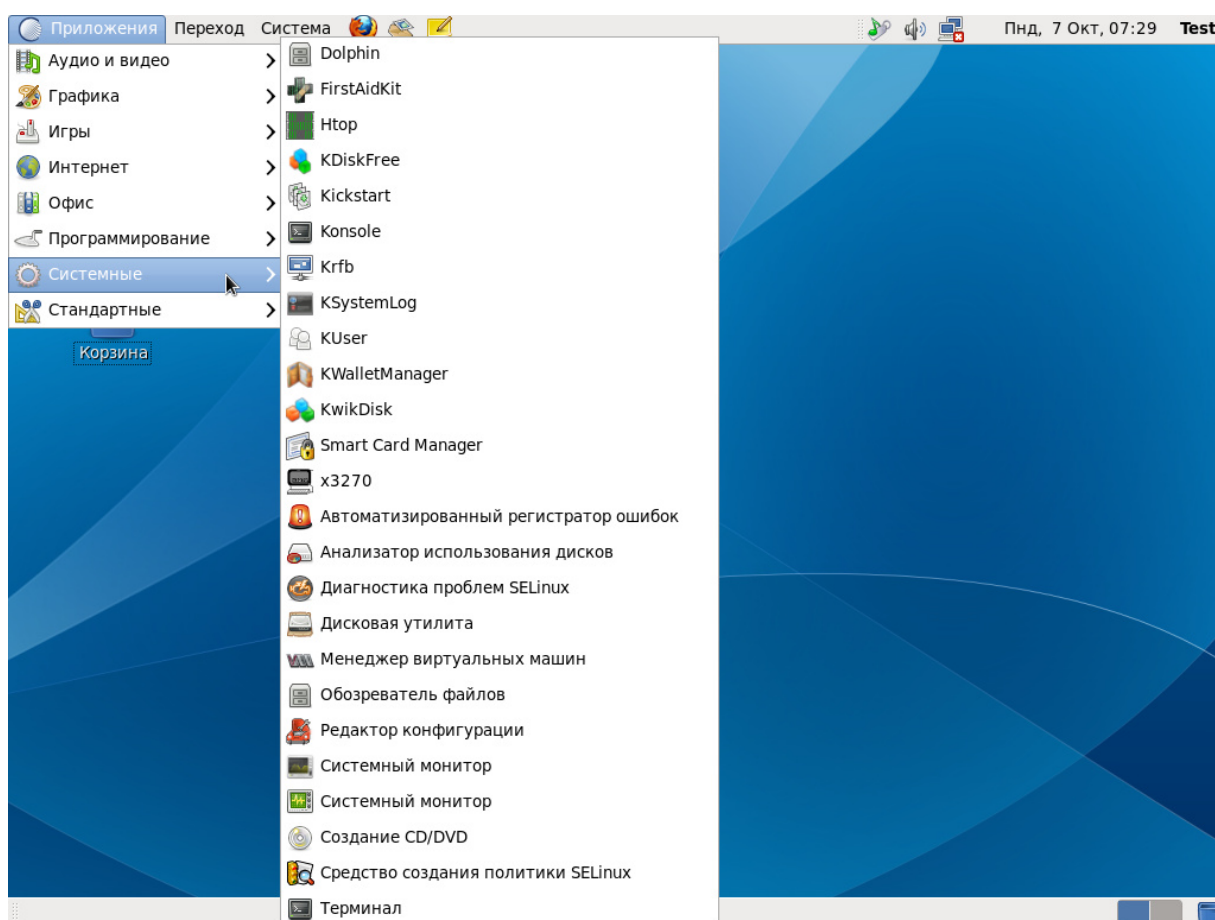 Приложения Переход Система Пнд, 7 Окт, 07:29 Test
Аудио и видео
Графика
Игры
Интернет
Офис
Программирование
Системные
Стандартные
Корзина
Dolphin
FirstAidKit
Htop
KDiskFree
Kickstart
Konsole
Krfb
KSystemLog
KUser
KWalletManager
KwikDisk
Smart Card Manager
x3270
Автоматизированный регистратор ошибок
Анализатор использования дисков
Диагностика проблем SELinux
Дисковая утилита
Менеджер виртуальных машин
Обозреватель файлов
Редактор конфигурации
Системный монитор
Системный монитор
Создание CD/DVD
Средство создания политики SELinux
Терминал